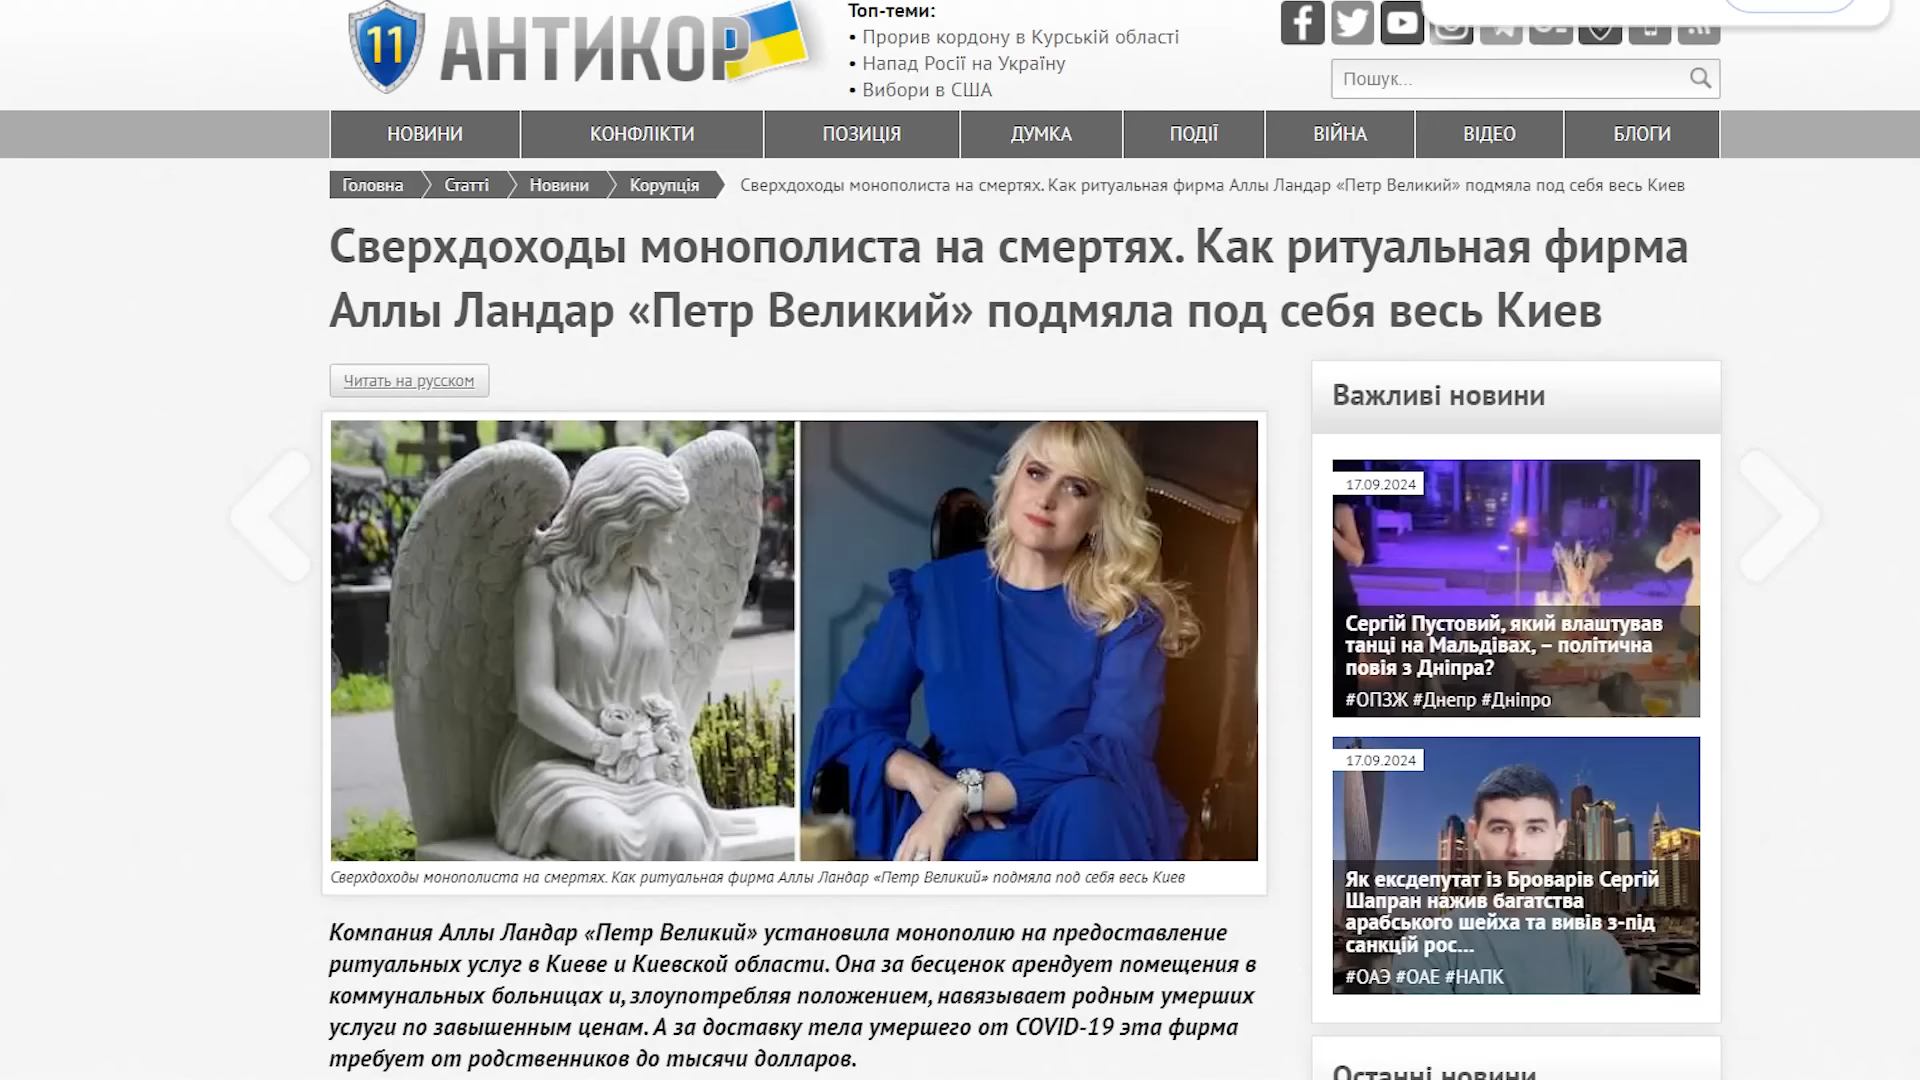 11 АНТИКОР
Топ-теми:
• Прорив кордону в Курській області
• Напад Росії на Україну
• Вибори в США
Пошук...
НОВИНИ КОНФЛІКТИ ПОЗИЦІЯ ДУМКА ПОДІЇ ВІЙНА ВІДЕО БЛОГИ
Головна Статті Новини Корупція Сверхдоходы монополиста на смертях. Как ритуальная фирма Аллы Ландар «Петр Великий» подмяла под себя весь Киев
Сверхдоходы монополиста на смертях. Как ритуальная фирма
Аллы Ландар «Петр Великий» подмяла под себя весь Киев
Читать на русском
Сверхдоходы монополиста на смертях. Как ритуальная фирма Аллы Ландар «Петр Великий» подмяла под себя весь Киев
Компания Аллы Ландар «Петр Великий» установила монополию на предоставление
ритуальных услуг в Киеве и Киевской области. Она за бесценок арендует помещения в
коммунальных больницах и, злоупотребляя положением, навязывает родным умерших
услуги по завышенным ценам. А за доставку тела умершего от COVID-19 эта фирма
требует от родственников до тысячи долларов.
Важливі новини
17.09.2024
Сергій Пустовий, який влаштував
танці на Мальдівах, – політична
повія з Дніпра?
#ОПЗЖ #Днепр #Дніпро
17.09.2024
Як ексдепутат із Броварів Сергій
Шапран нажив багатства
арабського шейха та вивів з-під
санкцій рос...
#ОАЭ #ОАЕ #НАПК
Останні новини